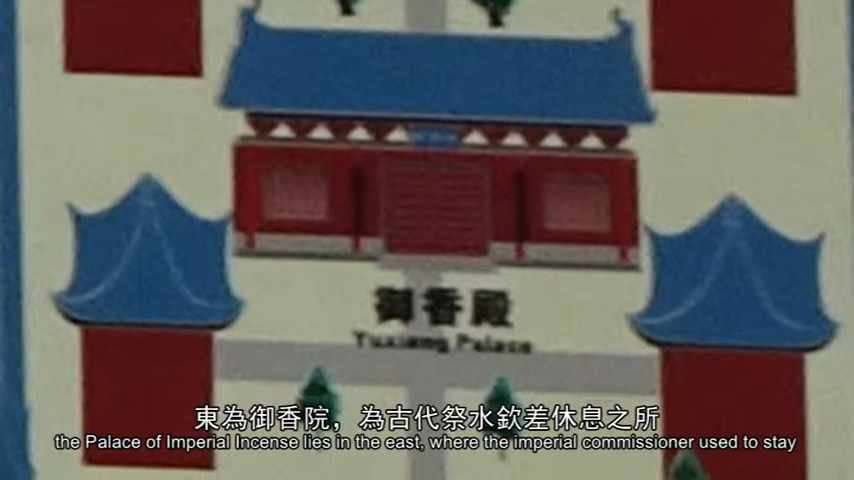 御香殿
Yuxiang Palace
東為御香院，為古代祭水欽差休息之所
the Palace of Imperial Incense lies in the east, where the imperial commissioner used to stay